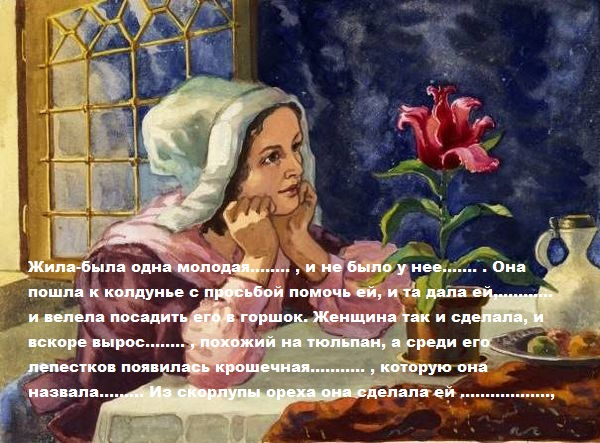 Жила-была одна молодая........ , и не было у нее....... . Она
пошла к колдунье с просьбой помочь ей, и та дала ей,...........
и велела посадить его в горшок. Женщина так и сделала, и
вскоре вырос........ , похожий на тюльпан, а среди его
лепестков появилась крошечная........... , которую она
назвала......... Из скорлупы ореха она сделала ей ,..................,